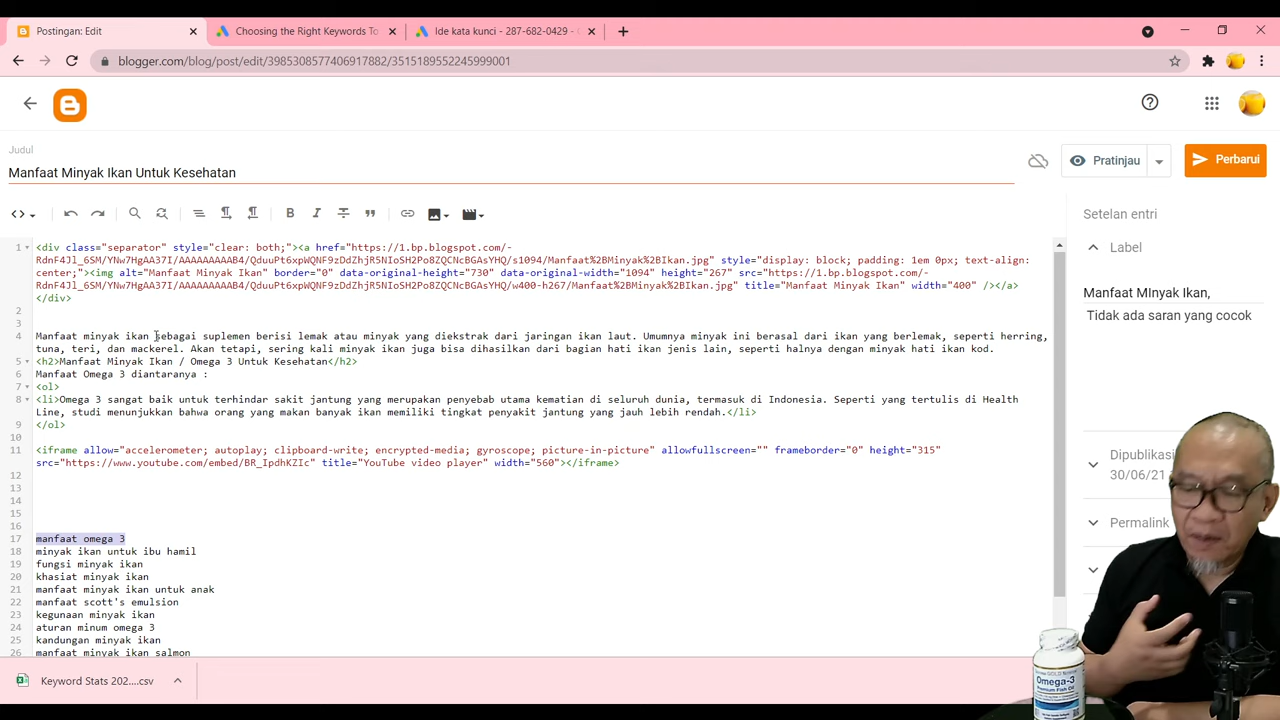 Postingan: Edit
Choosing the Right Keywords To
Ide kata kunci - 287-682-0429 -
blogger.com/blog/post/edit/3985308577406917882/3515189552245999001
Judul
Manfaat Minyak Ikan Untuk Kesehatan
Pratinjau
Perbarui
1 <div class="separator" style="clear: both;"><a href="https://1.bp.blogspot.com/-
RdnF4Jl_6SM/YNw7HgAA37I/AAAAAAAAAB4/QduuPt6xpWQNF9zDdZhjR5NIoSH2Po8ZQCNcBGAsYHQ/s1094/Manfaat%2BMinyak%2BIkan.jpg" style="display: block; padding: 1em 0px; text-align:
center;"><img alt="Manfaat Minyak Ikan" border="0" data-original-height="730" data-original-width="1094" height="267" src="https://1.bp.blogspot.com/-
RdnF4Jl_6SM/YNw7HgAA37I/AAAAAAAAAB4/QduuPt6xpWQNF9zDdZhjR5NIoSH2Po8ZQCNcBGAsYHQ/w400-h267/Manfaat%2BMinyak%2BIkan.jpg" title="Manfaat Minyak Ikan" width="400" /></a>
</div>
2
3
4 Manfaat minyak ikan sebagai suplemen berisi lemak atau minyak yang diekstrak dari jaringan ikan laut. Umumnya minyak ini berasal dari ikan yang berlemak, seperti herring,
tuna, teri, dan mackerel. Akan tetapi, sering kali minyak ikan juga bisa dihasilkan dari bagian hati ikan jenis lain, seperti halnya dengan minyak hati ikan kod.
5 <h2>Manfaat Minyak Ikan / Omega 3 Untuk Kesehatan</h2>
6 Manfaat Omega 3 diantaranya :
7 <ol>
8 <li>Omega 3 sangat baik untuk terhindar sakit jantung yang merupakan penyebab utama kematian di seluruh dunia, termasuk di Indonesia. Seperti yang tertulis di Health
Line, studi menunjukkan bahwa orang yang makan banyak ikan memiliki tingkat penyakit jantung yang jauh lebih rendah.</li>
9 </ol>
10
11 <iframe allow="accelerometer; autoplay; clipboard-write; encrypted-media; gyroscope; picture-in-picture" allowfullscreen="" frameborder="0" height="315"
src="https://www.youtube.com/embed/BR_IpdhKZIc" title="YouTube video player" width="560"></iframe>
12
13
14
15
16
17 manfaat omega 3
18 minyak ikan untuk ibu hamil
19 fungsi minyak ikan
20 khasiat minyak ikan
21 manfaat minyak ikan untuk anak
22 manfaat scott's emulsion
23 kegunaan minyak ikan
24 aturan minum omega 3
25 kandungan minyak ikan
26 manfaat minyak ikan salmon
Setelan entri
Label
Manfaat MInyak Ikan,
Tidak ada saran yang cocok
Dipublikasi
30/06/21
Permalink
Keyword Stats 202....csv
Omega-3
Premium Fish Oil